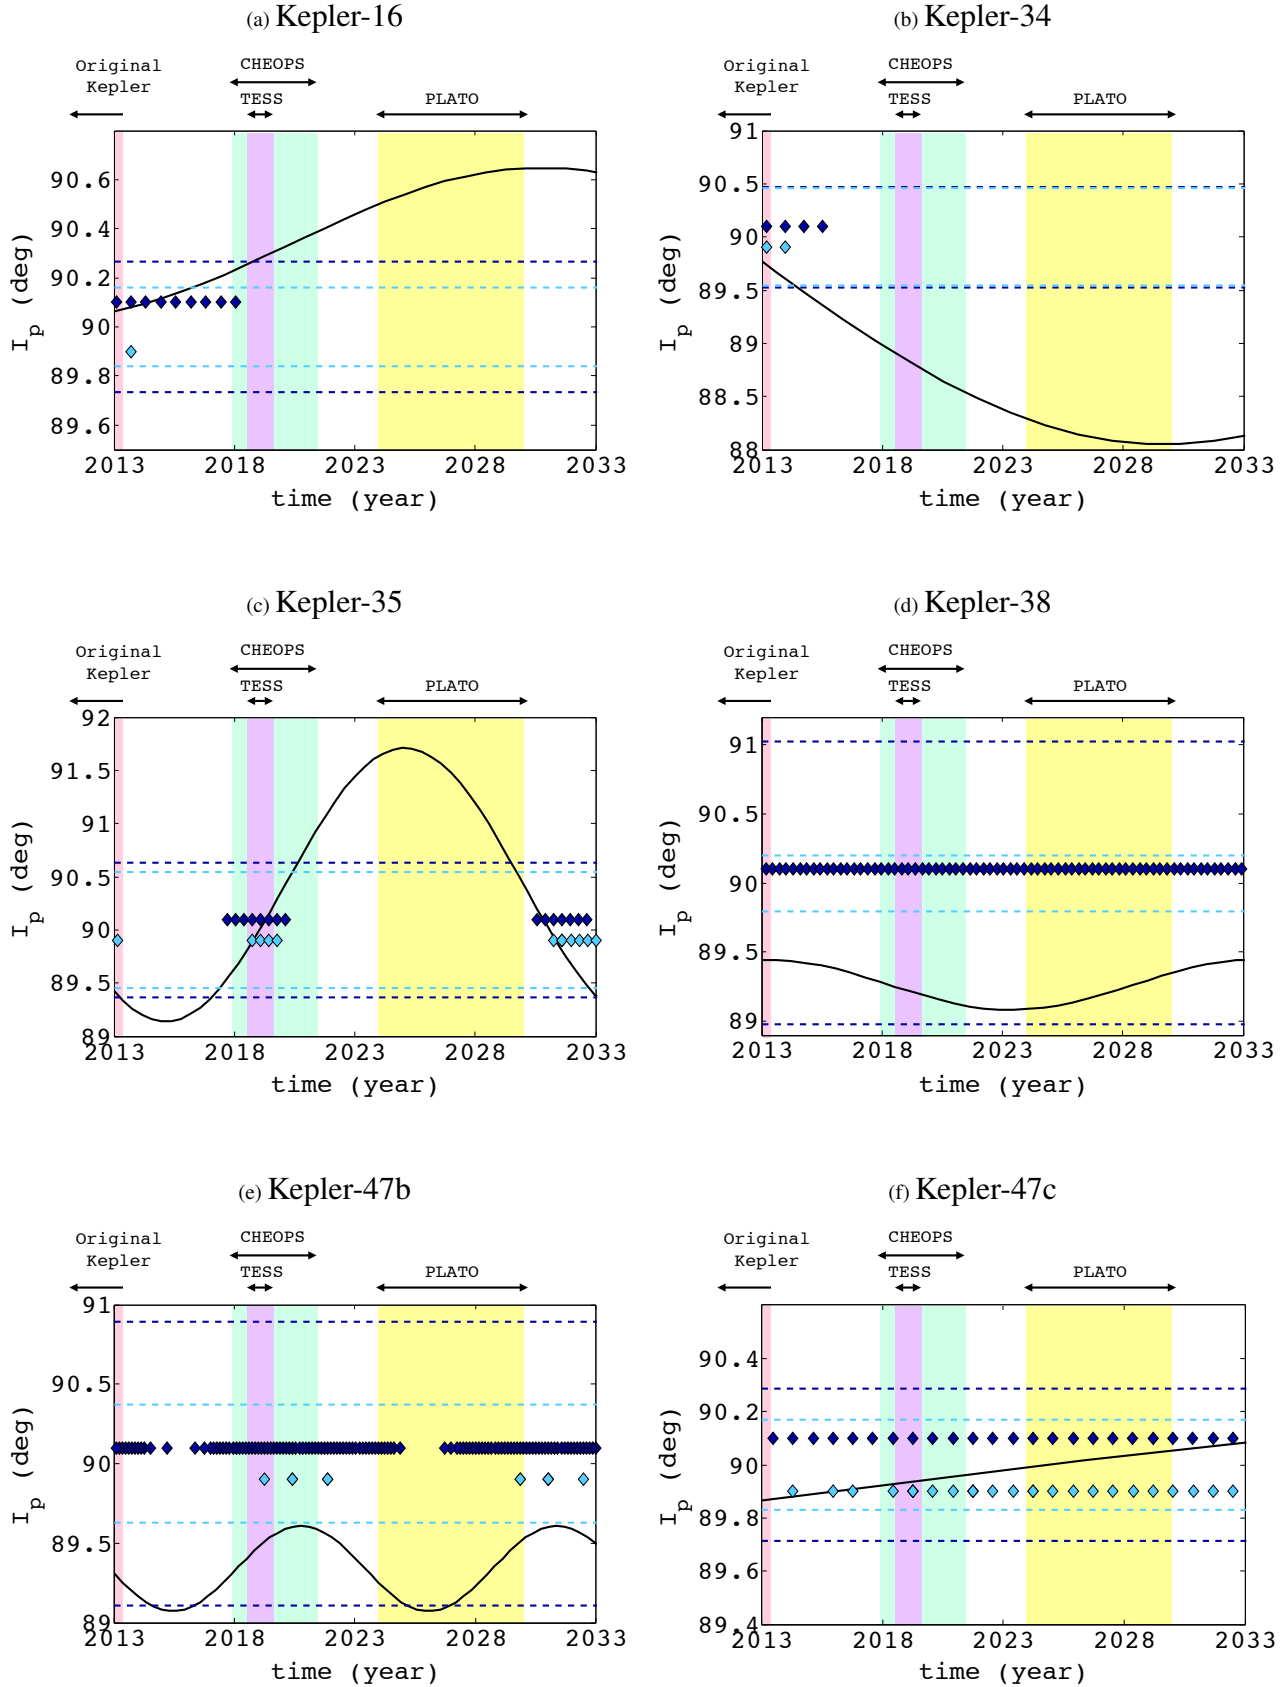 (a) Kepler-16
Original
Kepler
CHEOPS
TESS
PLATO
90.6
90.4
90.2
90
89.8
89.6
I_p (deg)
2013 2018 2023 2028 2033
time (year)
(b) Kepler-34
Original
Kepler
CHEOPS
TESS
PLATO
91
90.5
90
89.5
89
88.5
88
I_p (deg)
2013 2018 2023 2028 2033
time (year)
(c) Kepler-35
Original
Kepler
CHEOPS
TESS
PLATO
92
91.5
91
90.5
90
89.5
89
I_p (deg)
2013 2018 2023 2028 2033
time (year)
(d) Kepler-38
Original
Kepler
CHEOPS
TESS
PLATO
91
90.5
90
89.5
89
I_p (deg)
2013 2018 2023 2028 2033
time (year)
(e) Kepler-47b
Original
Kepler
CHEOPS
TESS
PLATO
91
90.5
90
89.5
89
I_p (deg)
2013 2018 2023 2028 2033
time (year)
(f) Kepler-47c
Original
Kepler
CHEOPS
TESS
PLATO
90.4
90.2
90
89.8
89.6
89.4
I_p (deg)
2013 2018 2023 2028 2033
time (year)